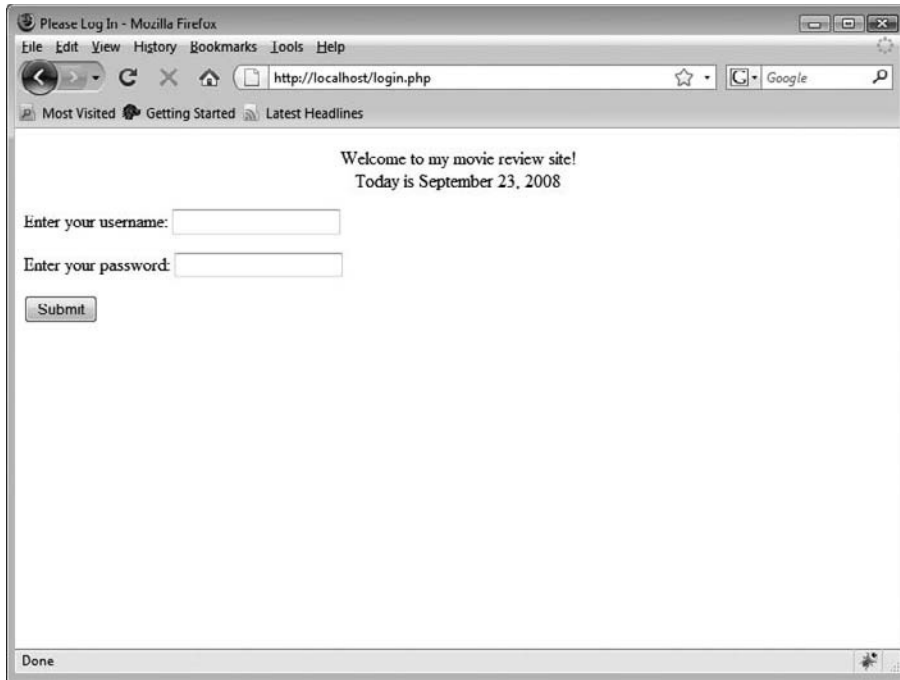 Please Log In - Mozilla Firefox
File Edit View History Bookmarks Tools Help
http://localhost/login.php
G Google
Most Visited Getting Started Latest Headlines
Welcome to my movie review site!
Today is September 23, 2008
Enter your username:
Enter your password:
Submit
Done